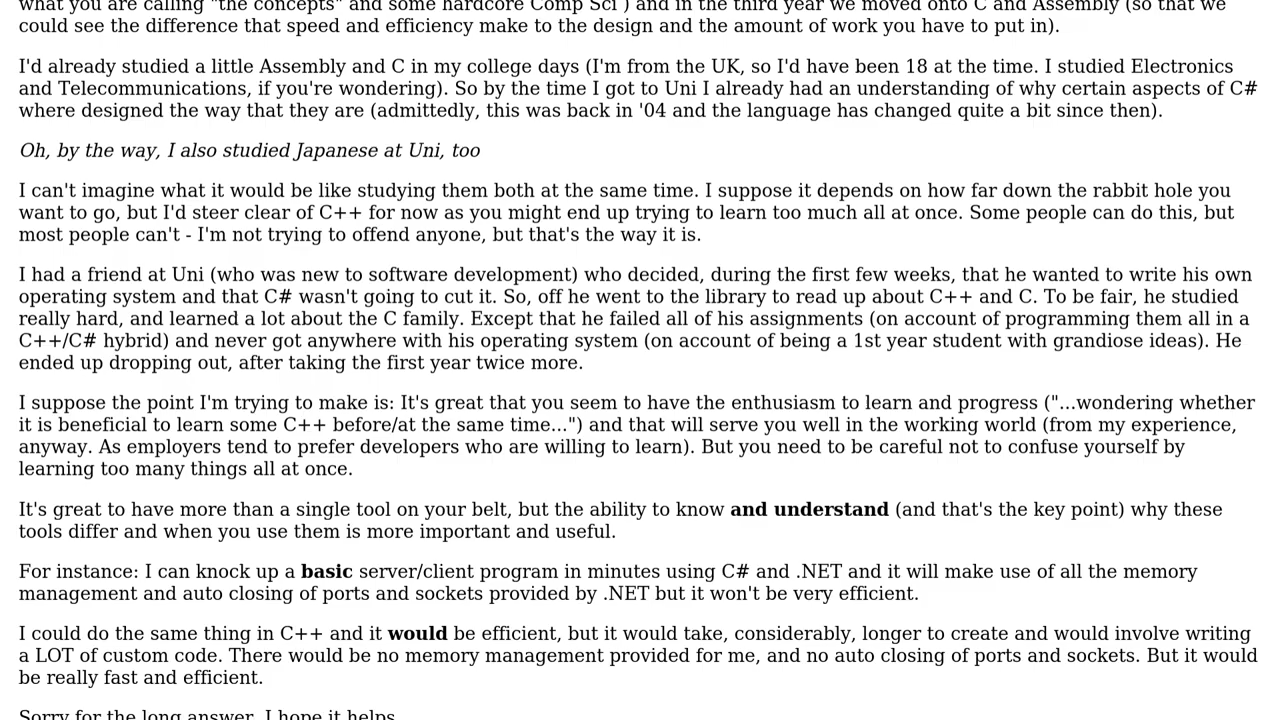 what you are calling "the concepts" and some hardcore Comp Sci ) and in the third year we moved onto C and Assembly (so that we
could see the difference that speed and efficiency make to the design and the amount of work you have to put in).
I'd already studied a little Assembly and C in my college days (I'm from the UK, so I'd have been 18 at the time. I studied Electronics
and Telecommunications, if you're wondering). So by the time I got to Uni I already had an understanding of why certain aspects of C#
where designed the way that they are (admittedly, this was back in '04 and the language has changed quite a bit since then).
Oh, by the way, I also studied Japanese at Uni, too
I can't imagine what it would be like studying them both at the same time. I suppose it depends on how far down the rabbit hole you
want to go, but I'd steer clear of C++ for now as you might end up trying to learn too much all at once. Some people can do this, but
most people can't - I'm not trying to offend anyone, but that's the way it is.
I had a friend at Uni (who was new to software development) who decided, during the first few weeks, that he wanted to write his own
operating system and that C# wasn't going to cut it. So, off he went to the library to read up about C++ and C. To be fair, he studied
really hard, and learned a lot about the C family. Except that he failed all of his assignments (on account of programming them all in a
C++/C# hybrid) and never got anywhere with his operating system (on account of being a 1st year student with grandiose ideas). He
ended up dropping out, after taking the first year twice more.
I suppose the point I'm trying to make is: It's great that you seem to have the enthusiasm to learn and progress ("...wondering whether
it is beneficial to learn some C++ before/at the same time...") and that will serve you well in the working world (from my experience,
anyway. As employers tend to prefer developers who are willing to learn). But you need to be careful not to confuse yourself by
learning too many things all at once.
It's great to have more than a single tool on your belt, but the ability to know and understand (and that's the key point) why these
tools differ and when you use them is more important and useful.
For instance: I can knock up a basic server/client program in minutes using C# and .NET and it will make use of all the memory
management and auto closing of ports and sockets provided by .NET but it won't be very efficient.
I could do the same thing in C++ and it would be efficient, but it would take, considerably, longer to create and would involve writing
a LOT of custom code. There would be no memory management provided for me, and no auto closing of ports and sockets. But it would
be really fast and efficient.
Sorry for the long answer. I hope it helps.